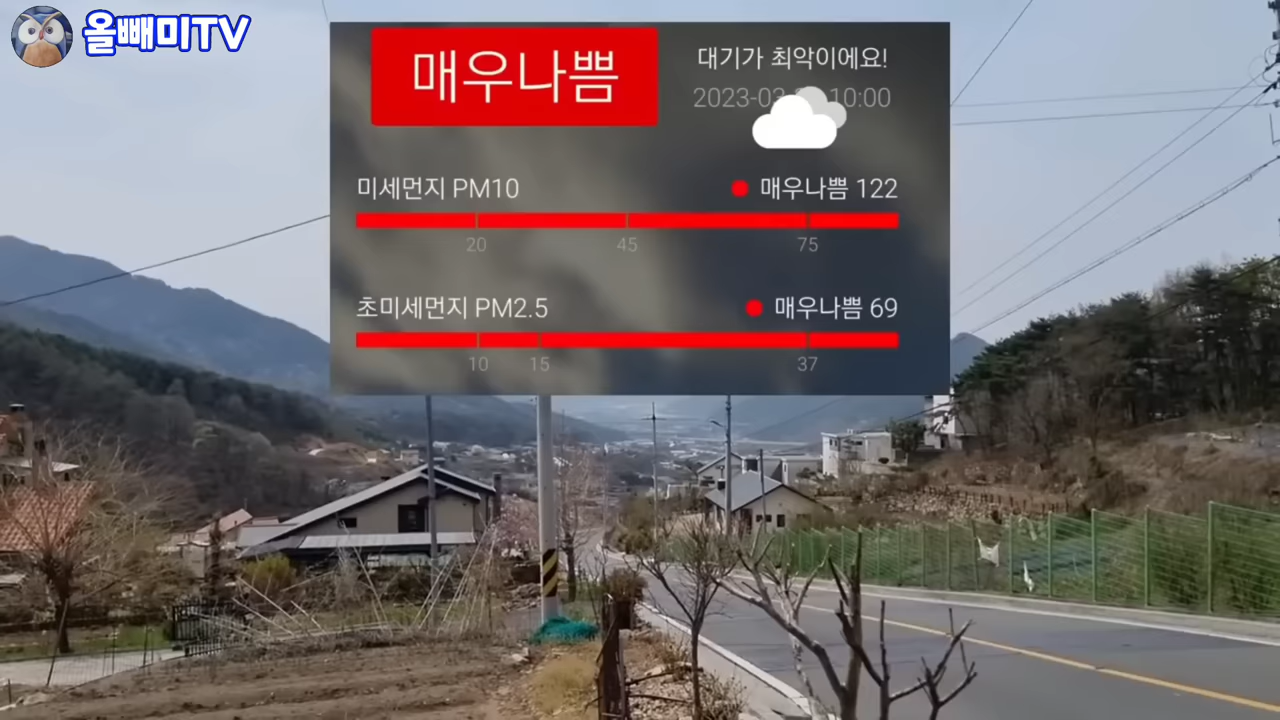 올빼미TV
매우나쁨
대기가 최악이에요!
10:00
미세먼지 PM10
매우나쁨 122
20 45 75
초미세먼지 PM2.5
매우나쁨 69
10 15 37